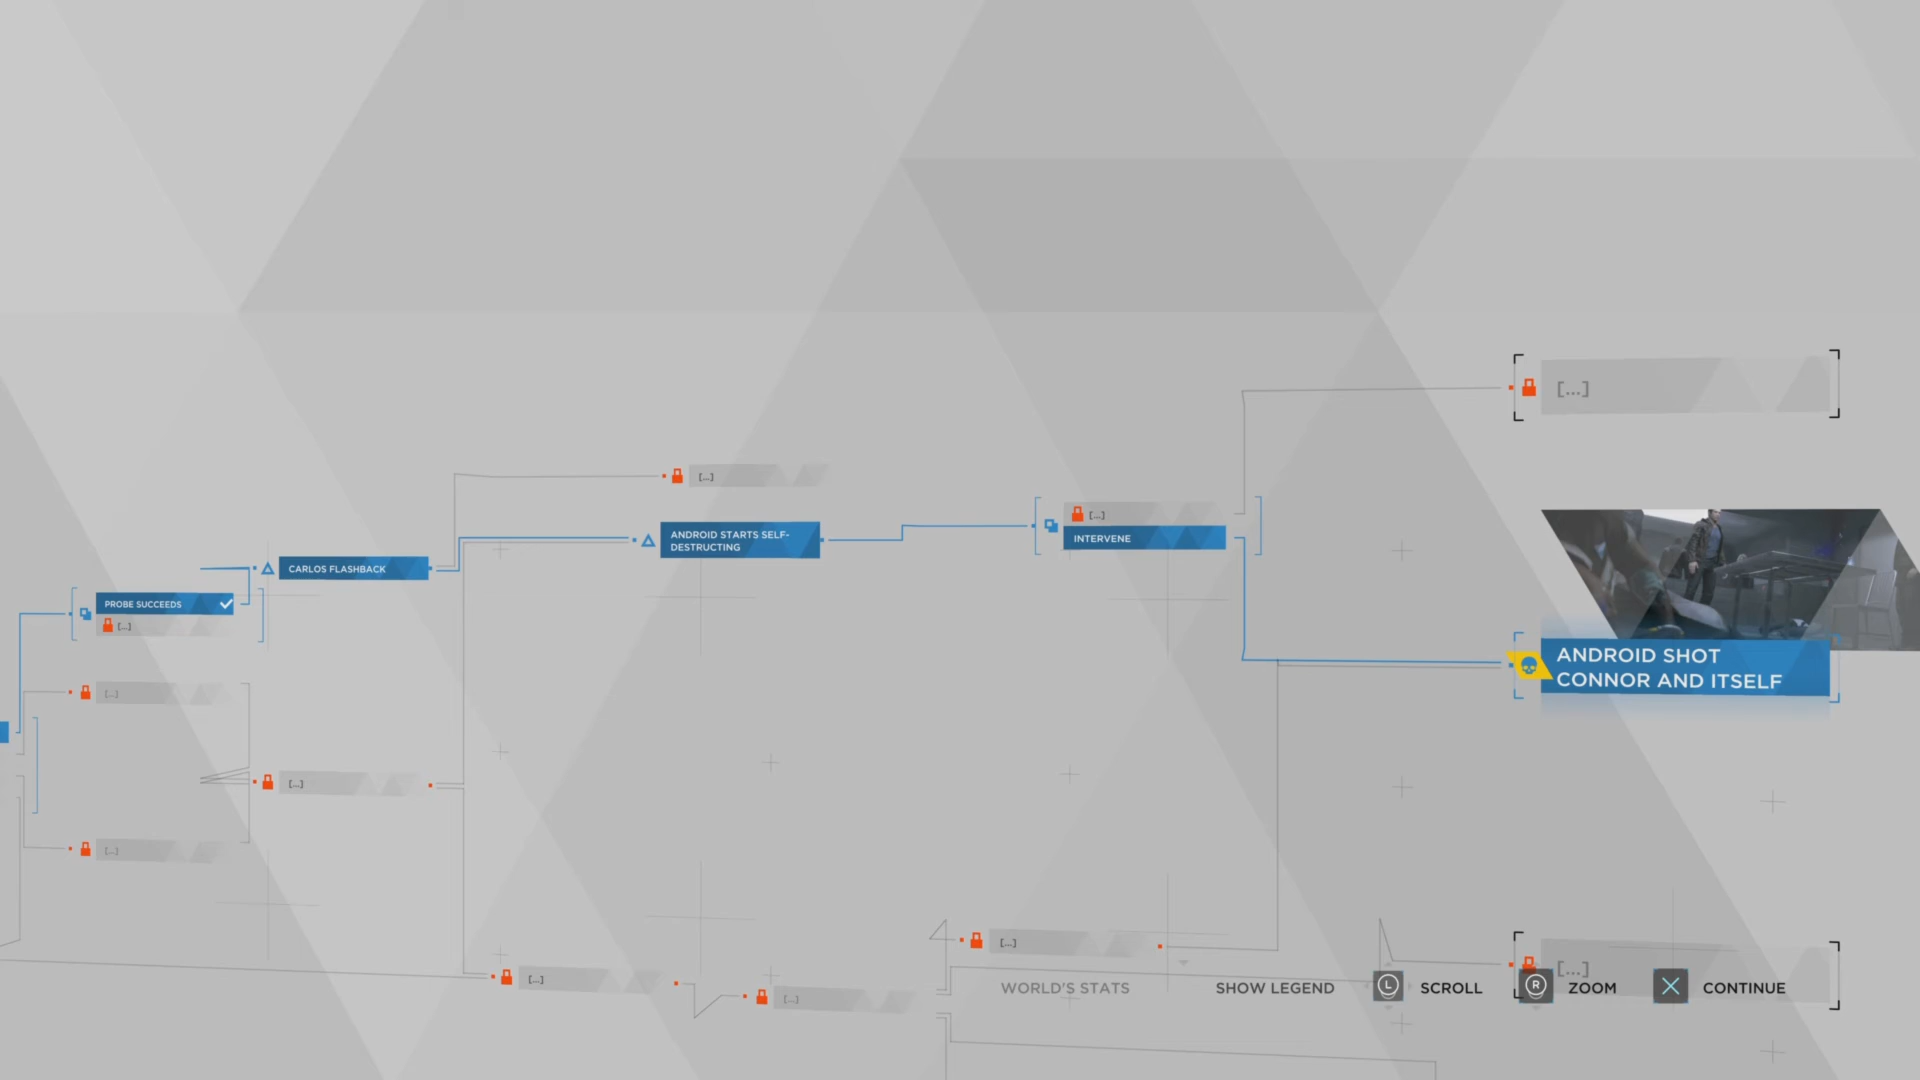 [...]
[...]
[...]
ANDROID STARTS SELF-
DESTRUCTING
INTERVENE
CARLOS FLASHBACK
PROBE SUCCEEDS
[...]
ANDROID SHOT
CONNOR AND ITSELF
[...]
[...]
[...]
[...]
[...]
[...]
[...]
WORLD'S STATS
SHOW LEGEND
L
SCROLL
R
ZOOM
CONTINUE